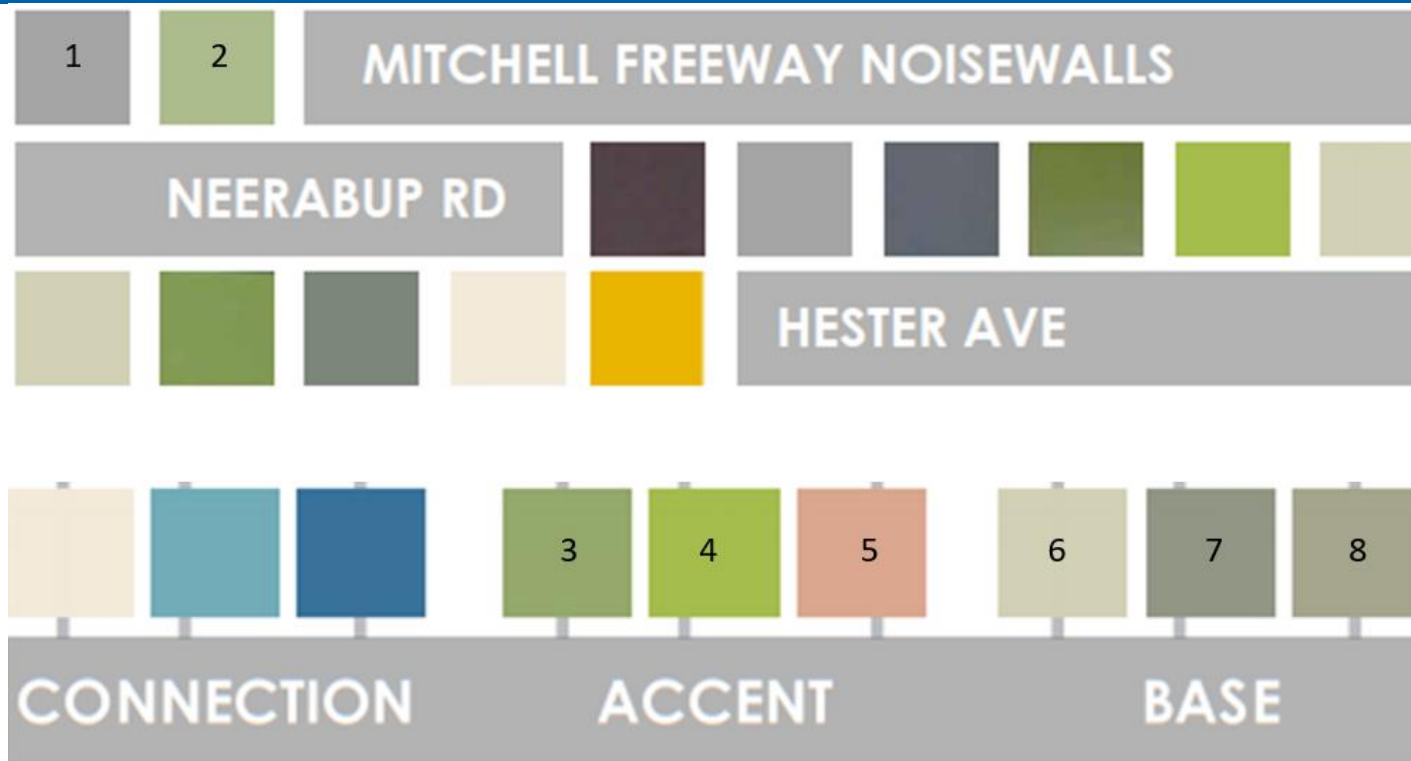 1 2 MITCHELL FREEWAY NOISEWALLS
NEERABUP RD
HESTER AVE
3 4 5 6 7 8
CONNECTION ACCENT BASE